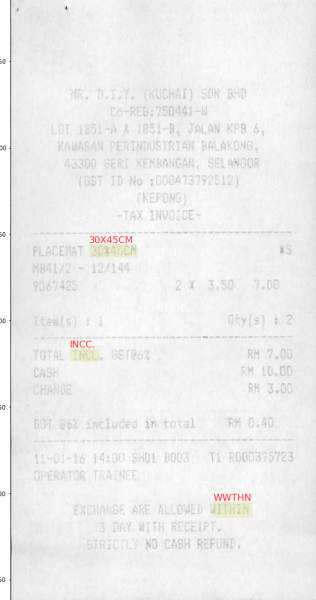 MR. D.I.Y. (KUCHAI) SDN BHD
Co-REG:750441-W
LOT 1851-A & 1851-B, JALAN KPB 6,
KAWASAN PERINDUSTRIAN BALAKONG,
43300 SERI KEMBANGAN, SELANGOR
(GST ID No :000473792512)
(KEPONG)
-TAX INVOICE-
30X45CM
PLACEMAT 30*45CM *S
MB41/2 - 12/144
9067425 2 X 3.50 7.00
Item(s) : 1 Qty(s) : 2
INCC.
TOTAL INCL. GST@6% RM 7.00
CASH RM 10.00
CHANGE RM 3.00
GST @6% included in total RM 0.40
11-01-16 14:00 SH01 B003 T1 R000375723
OPERATOR TRAINEE
WWTHN
EXCHANGE ARE ALLOWED WITHIN
3 DAY WITH RECEIPT.
STRICTLY NO CASH REFUND.